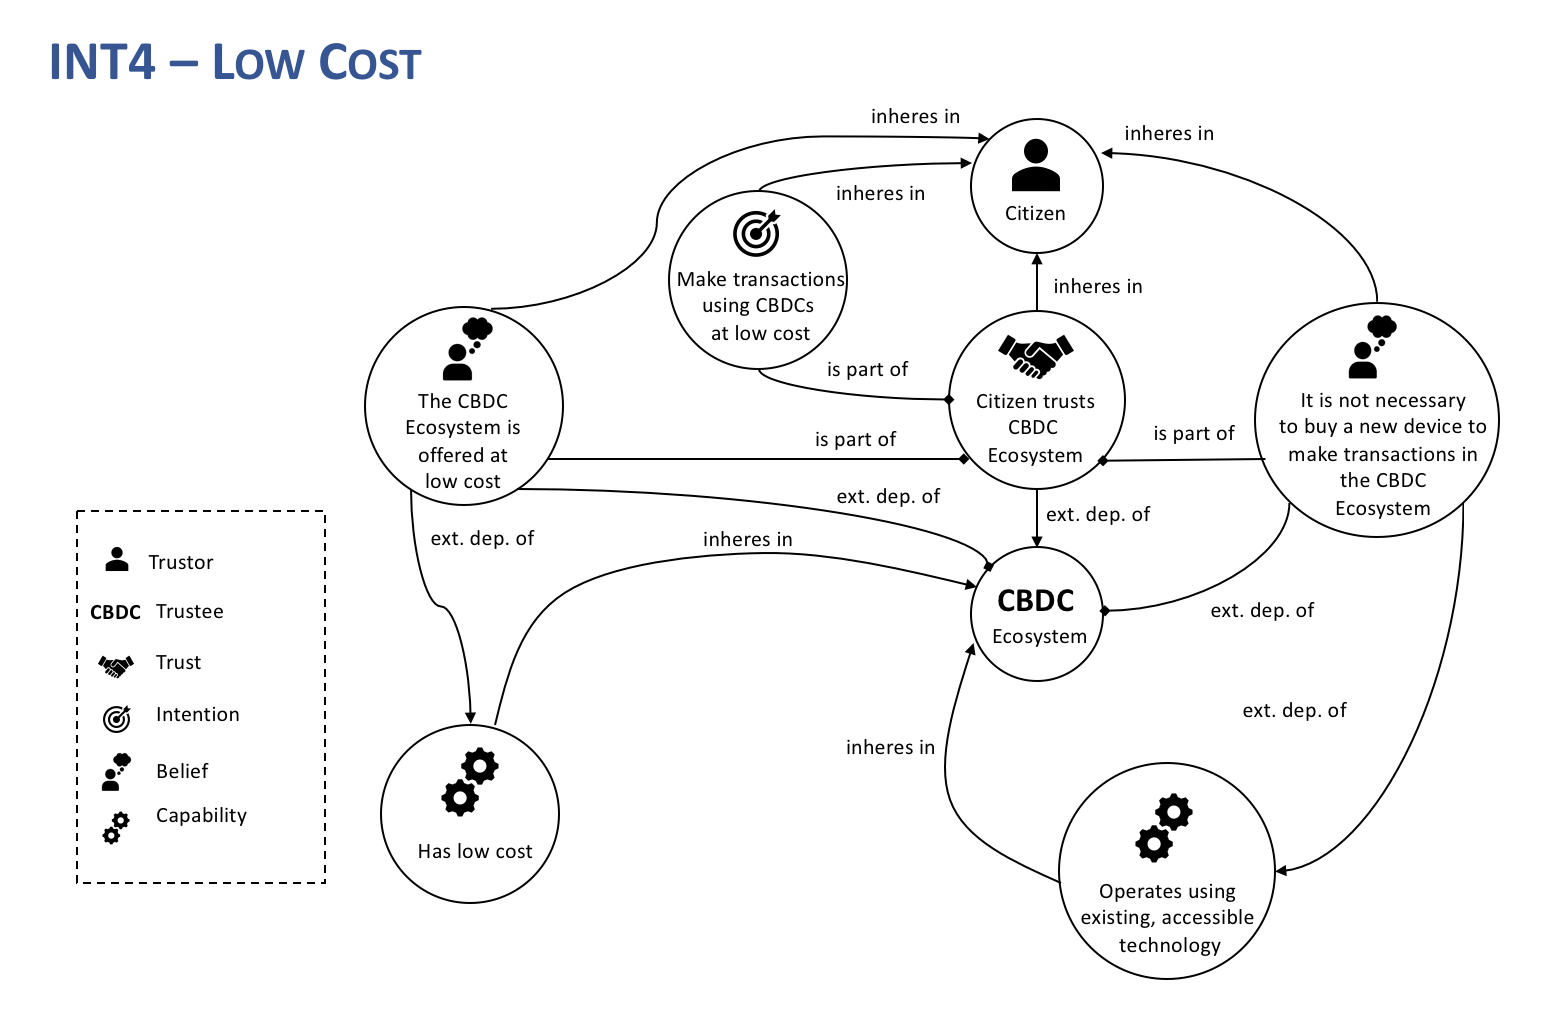 INT4 – LOW COST
inheres in
inheres in
inheres in
Citizen
Make transactions
using CBDCs
at low cost
inheres in
is part of
The CBDC
Ecosystem is
offered at
low cost
Citizen trusts
CBDC
Ecosystem
It is not necessary
to buy a new device to
make transactions in
the CBDC
Ecosystem
is part of
is part of
ext. dep. of
ext. dep. of
ext. dep. of
inheres in
CBDC
Ecosystem
ext. dep. of
ext. dep. of
inheres in
Has low cost
Operates using
existing, accessible
technology
Trustor
CBDC Trustee
Trust
Intention
Belief
Capability